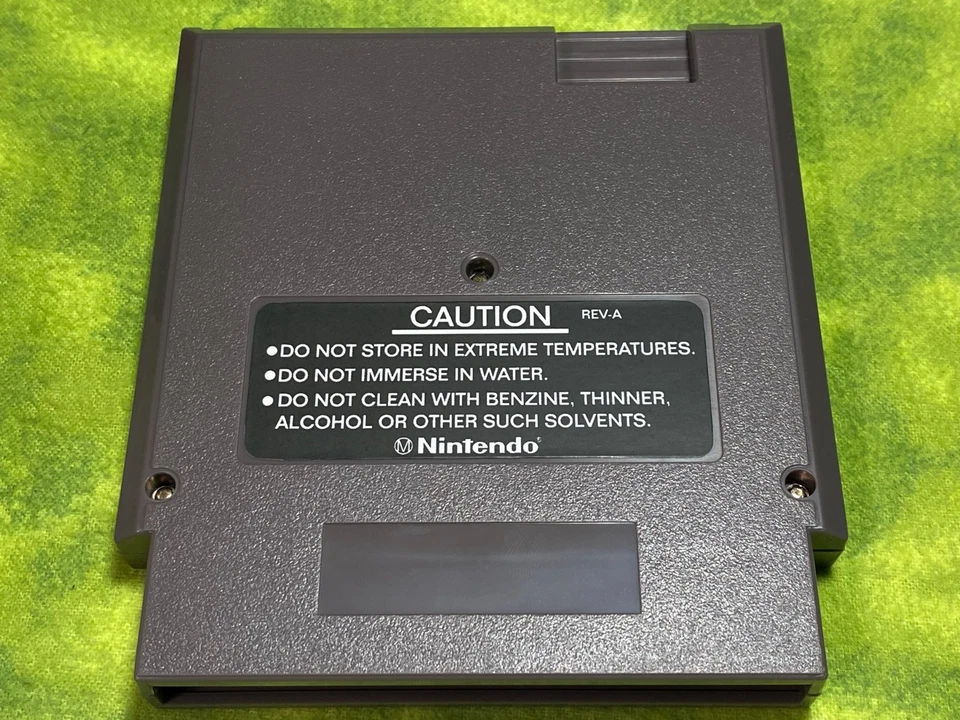 CAUTION REV-A
●DO NOT STORE IN EXTREME TEMPERATURES.
●DO NOT IMMERSE IN WATER.
● DO NOT CLEAN WITH BENZINE, THINNER,
ALCOHOL OR OTHER SUCH SOLVENTS.
Ⓜ Nintendo®